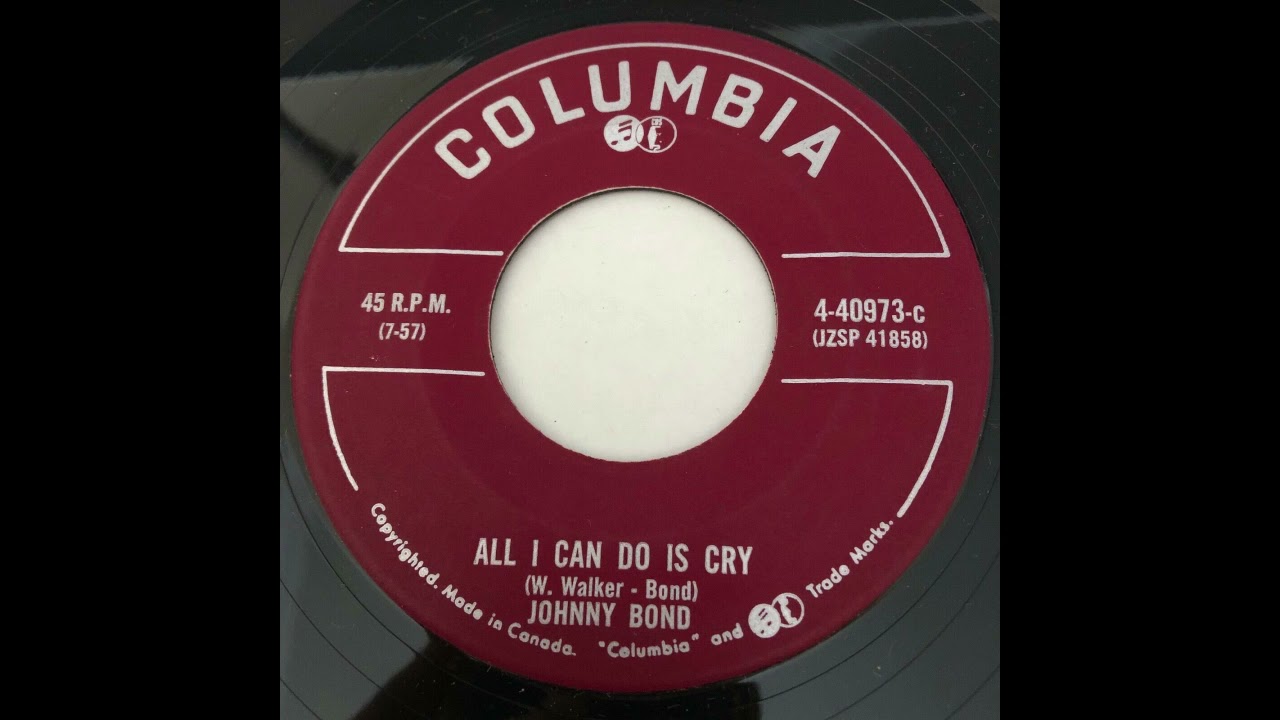 COLUMBIA
CBS
45 R.P.M.
(7-57)
4-40973-c
(JZSP 41858)
ALL I CAN DO IS CRY
(W. Walker - Bond)
JOHNNY BOND
Copyrighted. Made in Canada. "Columbia" and Trade Marks.